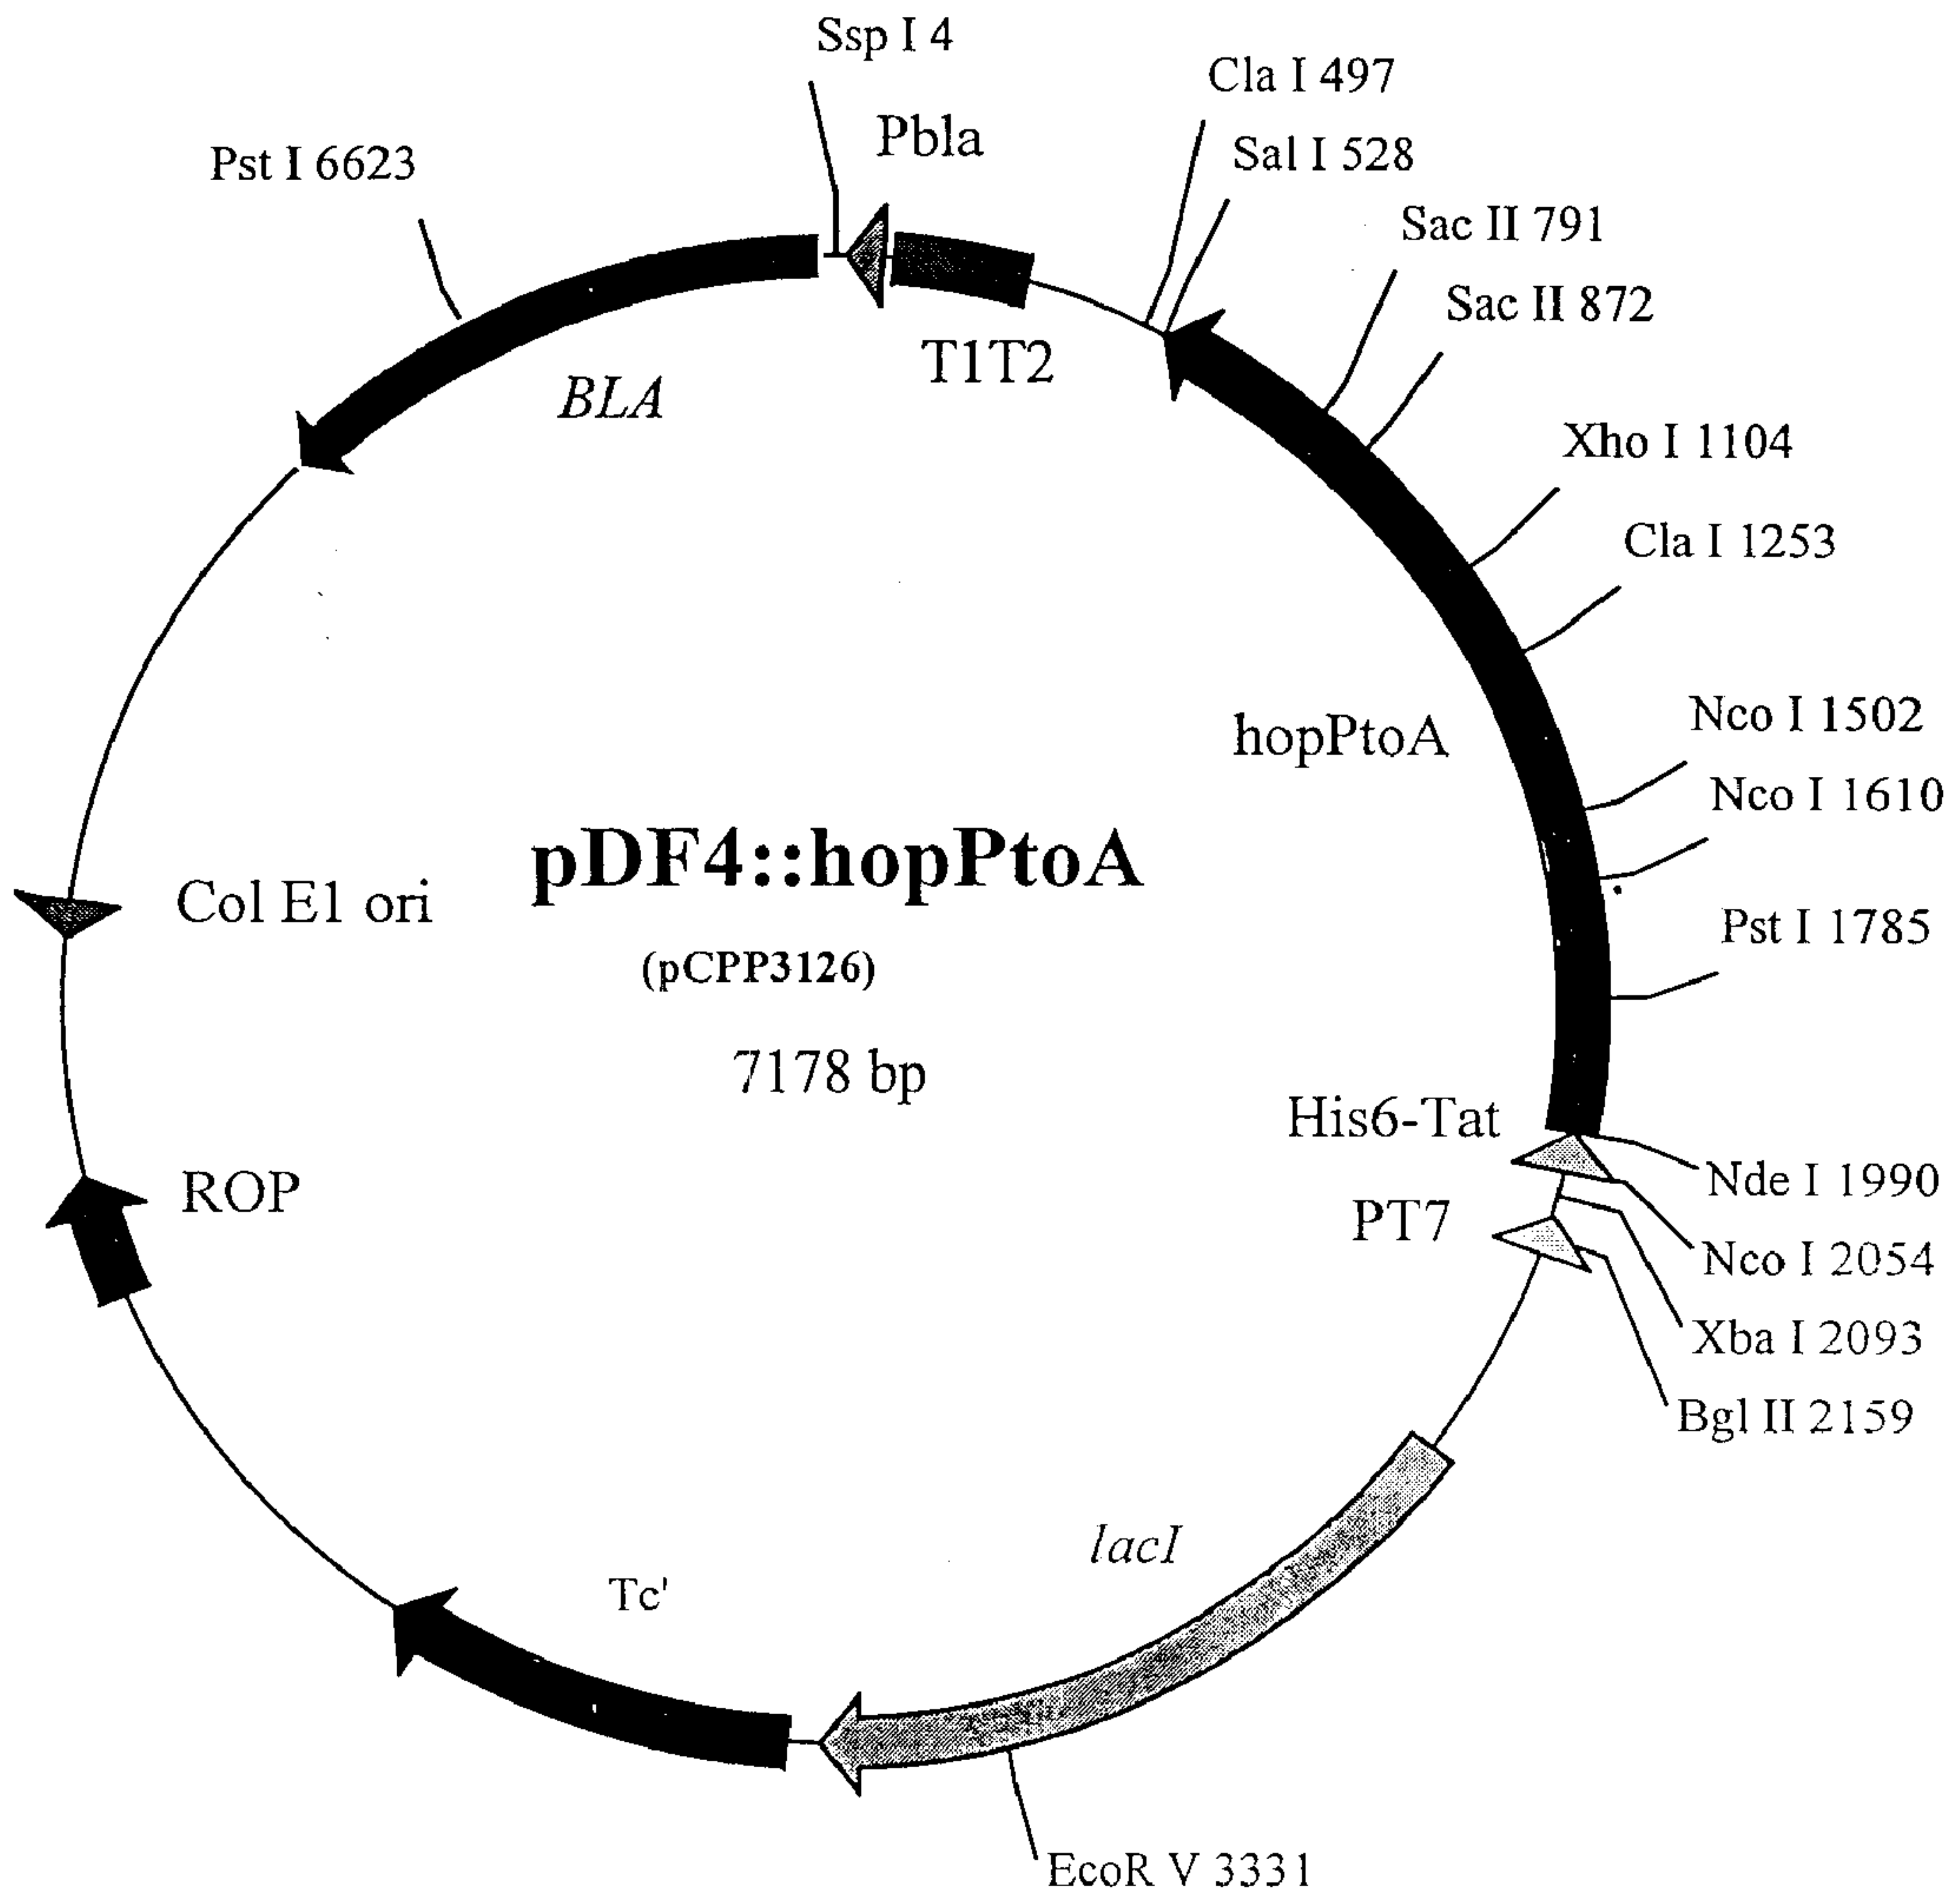 Ssp I 4
Cla I 497
Pbla
Sal I 528
Pst I 6623
Sac II 791
Sac II 872
T1T2
BLA
Xho I 1104
Cla I 1253
Nco I 1502
hopPtoA
Nco I 1610
pDF4::hopPtoA
Col E1 ori
Pst I 1785
(pCPP3126)
7178 bp
His6-Tat
Nde I 1990
ROP
PT7
Nco I 2054
Xba I 2093
Bgl II 2159
lacI
Tc'
EcoR V 3331